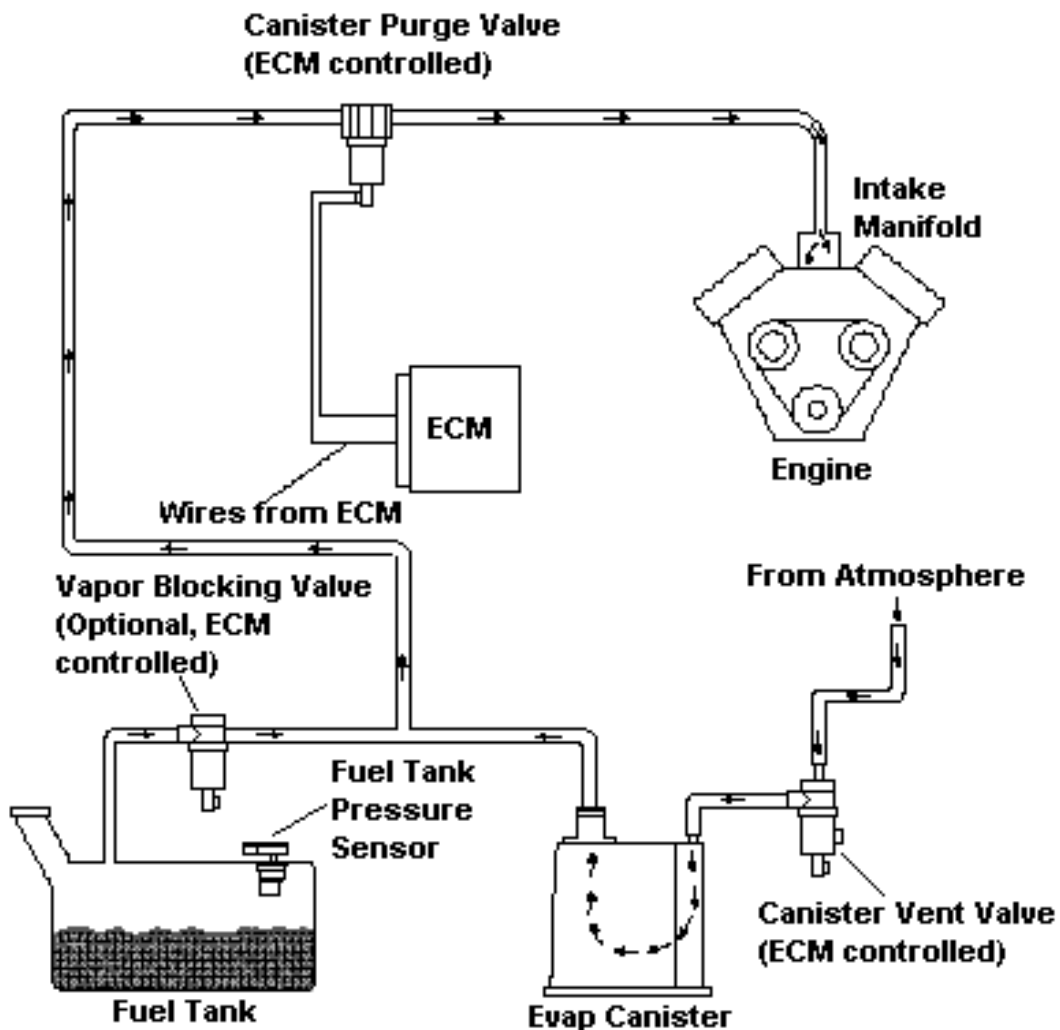 Canister Purge Valve
(ECM controlled)
Intake
Manifold
ECM
Engine
Wires from ECM
Vapor Blocking Valve
(Optional, ECM
controlled)
From Atmosphere
Fuel Tank
Pressure
Sensor
Canister Vent Valve
(ECM controlled)
Fuel Tank
Evap Canister